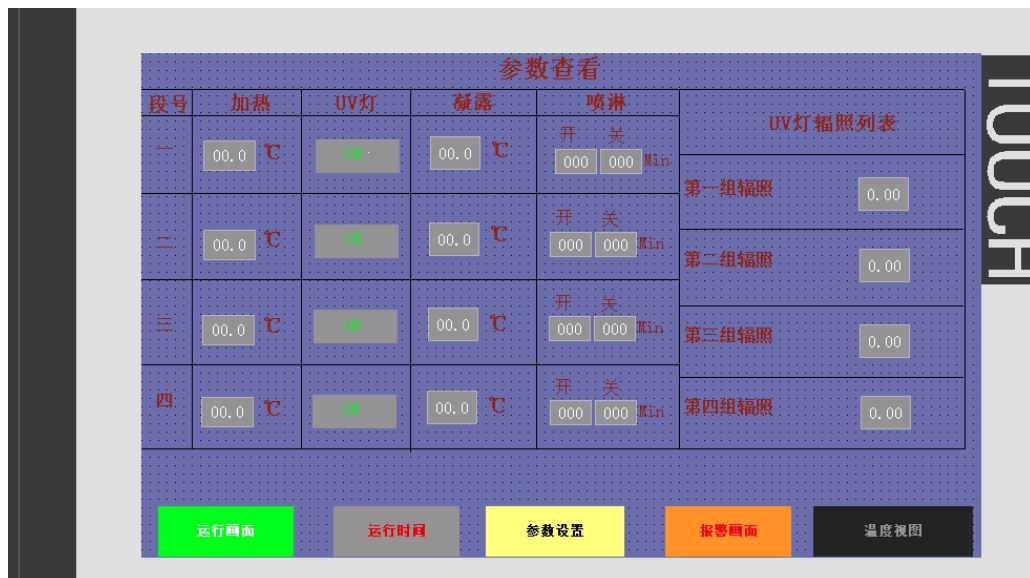 参数查看
段号 加热 UV灯 凝露 喷淋
UV灯辐照列表
一 00.0 ℃ ON 00.0 ℃ 开 关 000 000 Min
第一组辐照 0.00
二 00.0 ℃ ON 00.0 ℃ 开 关 000 000 Min
第二组辐照 0.00
三 00.0 ℃ ON 00.0 ℃ 开 关 000 000 Min
第三组辐照 0.00
四 00.0 ℃ ON 00.0 ℃ 开 关 000 000 Min
第四组辐照 0.00
运行画面 运行时间 参数设置 报警画面 温度视图
TOUCH